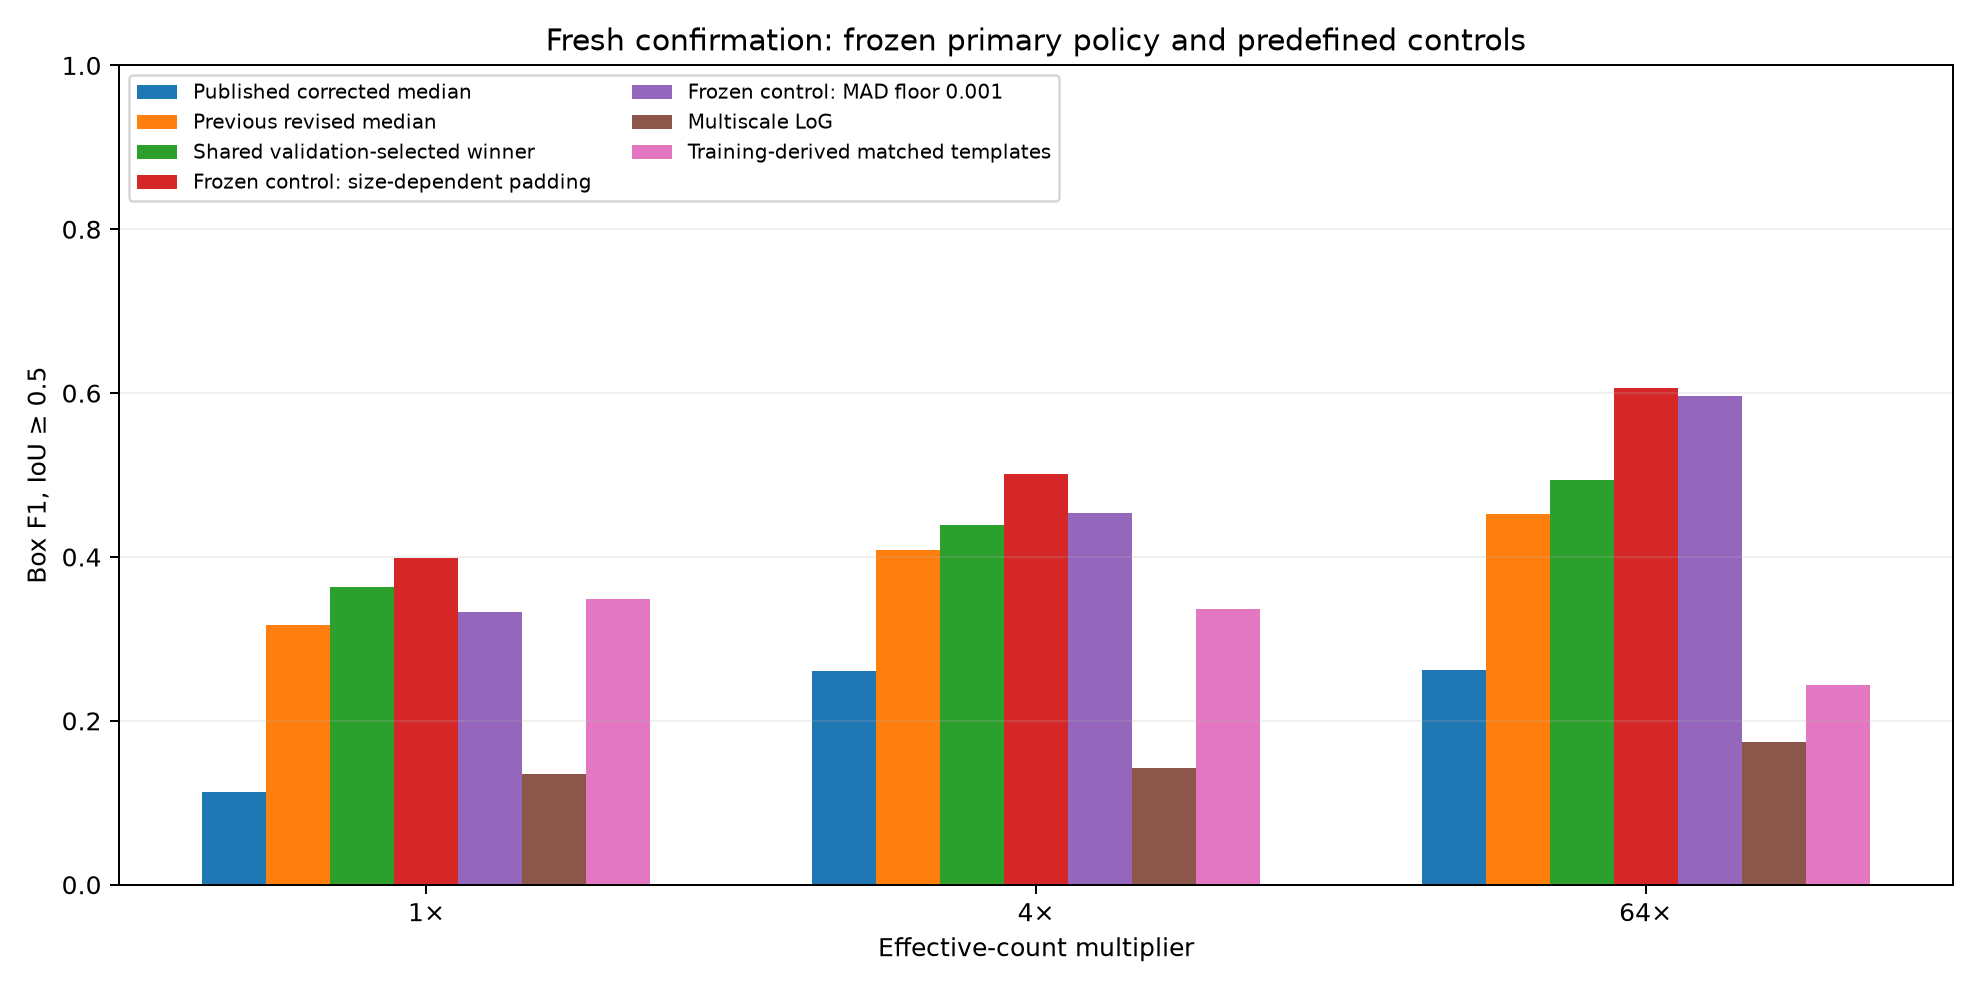 Fresh confirmation: frozen primary policy and predefined controls
Published corrected median
Previous revised median
Shared validation-selected winner
Frozen control: size-dependent padding
Frozen control: MAD floor 0.001
Multiscale LoG
Training-derived matched templates
Box F1, IoU ≥ 0.5
1.0
0.8
0.6
0.4
0.2
0.0
1×
4×
64×
Effective-count multiplier